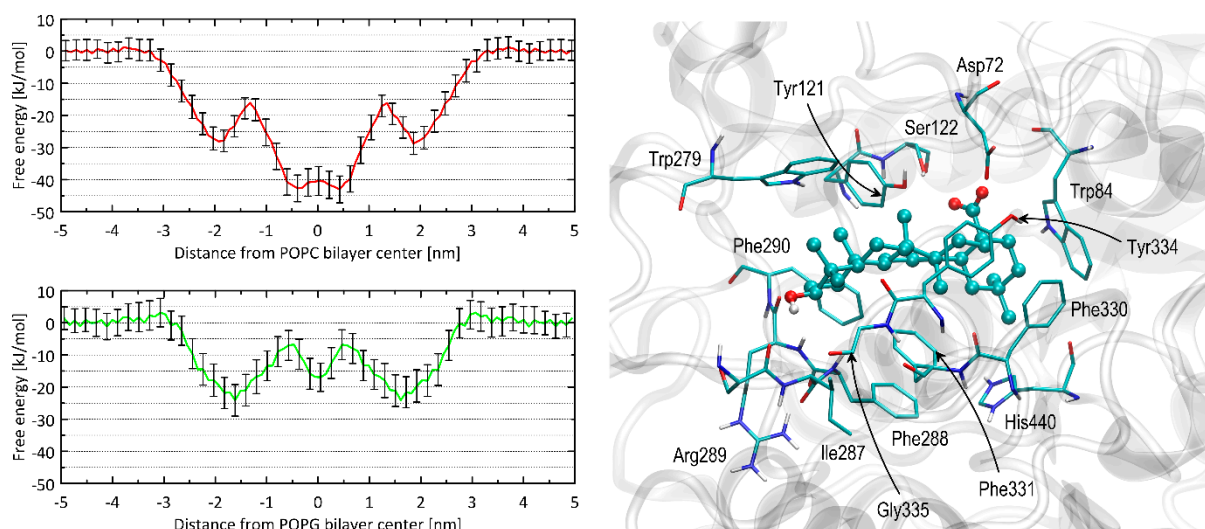 Free energy [kJ/mol]
10
0
-10
-20
-30
-40
-50
-5 -4 -3 -2 -1 0 1 2 3 4 5
Distance from POPC bilayer center [nm]
Free energy [kJ/mol]
10
0
-10
-20
-30
-40
-50
-5 -4 -3 -2 -1 0 1 2 3 4 5
Distance from POPG bilayer center [nm]
Asp72
Tyr121
Ser122
Trp279
Trp84
Tyr334
Phe290
Phe330
His440
Phe288
Arg289
Ile287
Phe331
Gly335